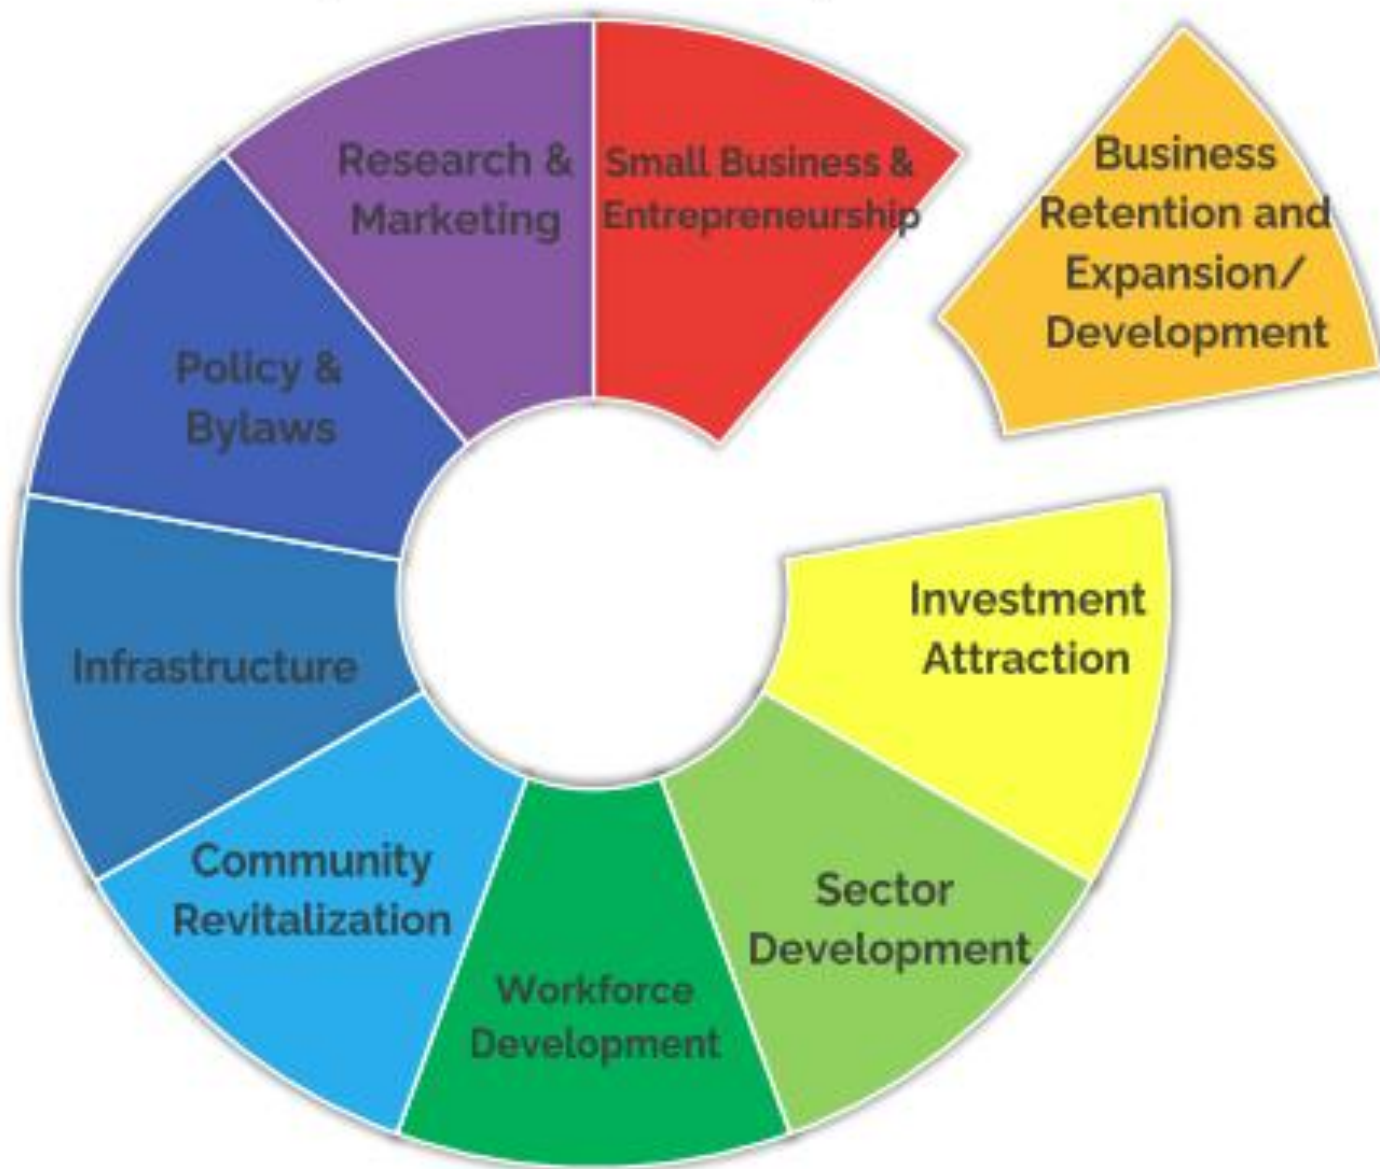 Research &
Marketing
Small Business &
Entrepreneurship
Business
Retention and
Expansion/
Development
Investment
Attraction
Sector
Development
Workforce
Development
Community
Revitalization
Infrastructure
Policy &
Bylaws